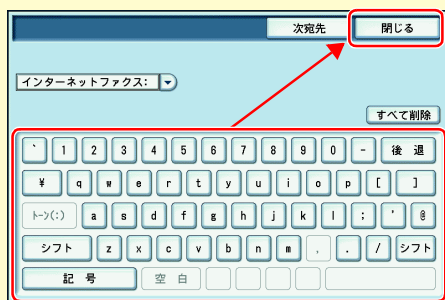 次宛先 閉じる
インターネットファクス:
すべて削除
` 1 2 3 4 5 6 7 8 9 0 - 後 退
¥ q w e r t y u i o p [ ]
トーン(:) a s d f g h j k l ; ' @
シフト z x c v b n m , . / シフト
記 号 空 白